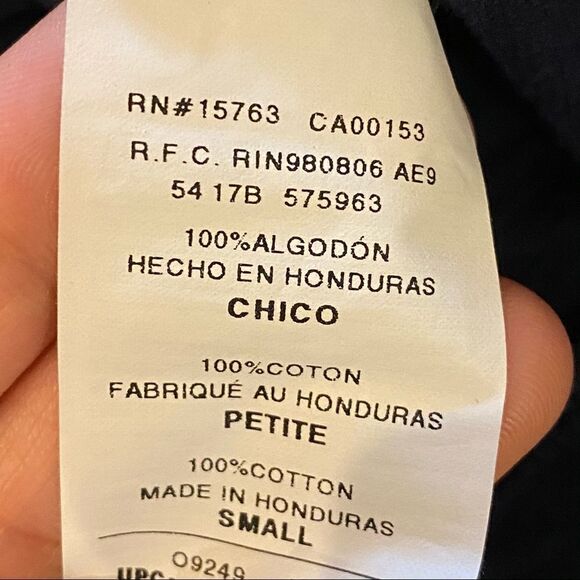 RN#15763 CA00153
R.F.C. RIN980806 AE9
54 17B 575963
100%ALGODÓN
HECHO EN HONDURAS
CHICO
100%COTON
FABRIQUÉ AU HONDURAS
PETITE
100%COTTON
MADE IN HONDURAS
SMALL
O9249